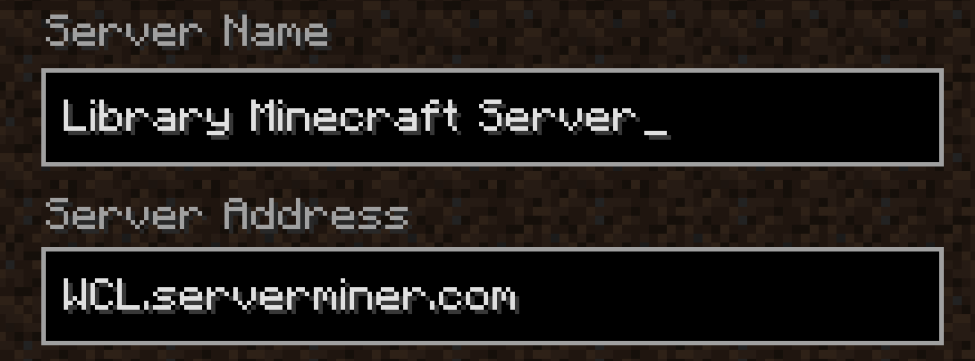 Server Name
Library Minecraft Server_
Server Address
WCL.serverminer.com